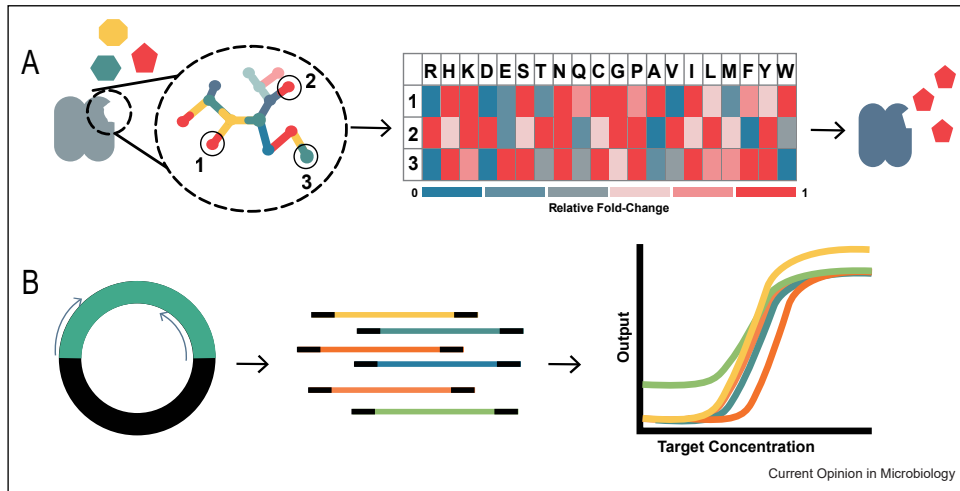 A
1
2
3
R H K D E S T N Q C G P A V I L M F Y W
1
2
3
0
1
Relative Fold-Change
B
Output
Target Concentration
Current Opinion in Microbiology